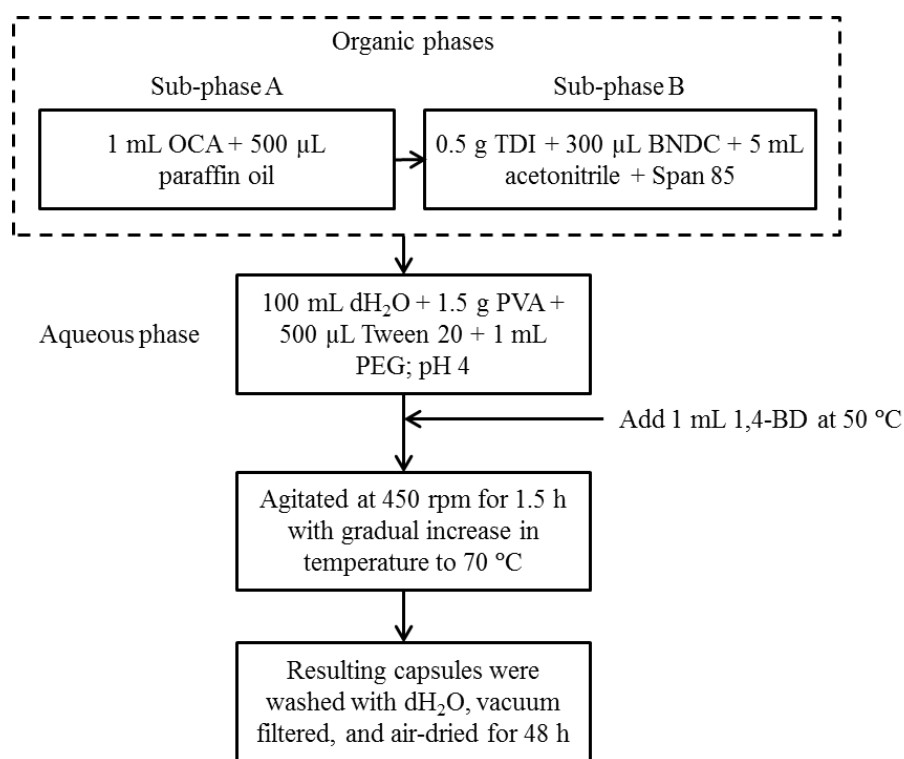 Organic phases
Sub-phase A
Sub-phase B
1 mL OCA + 500 µL
paraffin oil
0.5 g TDI + 300 µL BNDC + 5 mL
acetonitrile + Span 85
Aqueous phase
100 mL dH₂O + 1.5 g PVA +
500 µL Tween 20 + 1 mL
PEG; pH 4
Add 1 mL 1,4-BD at 50 ºC
Agitated at 450 rpm for 1.5 h
with gradual increase in
temperature to 70 ºC
Resulting capsules were
washed with dH₂O, vacuum
filtered, and air-dried for 48 h